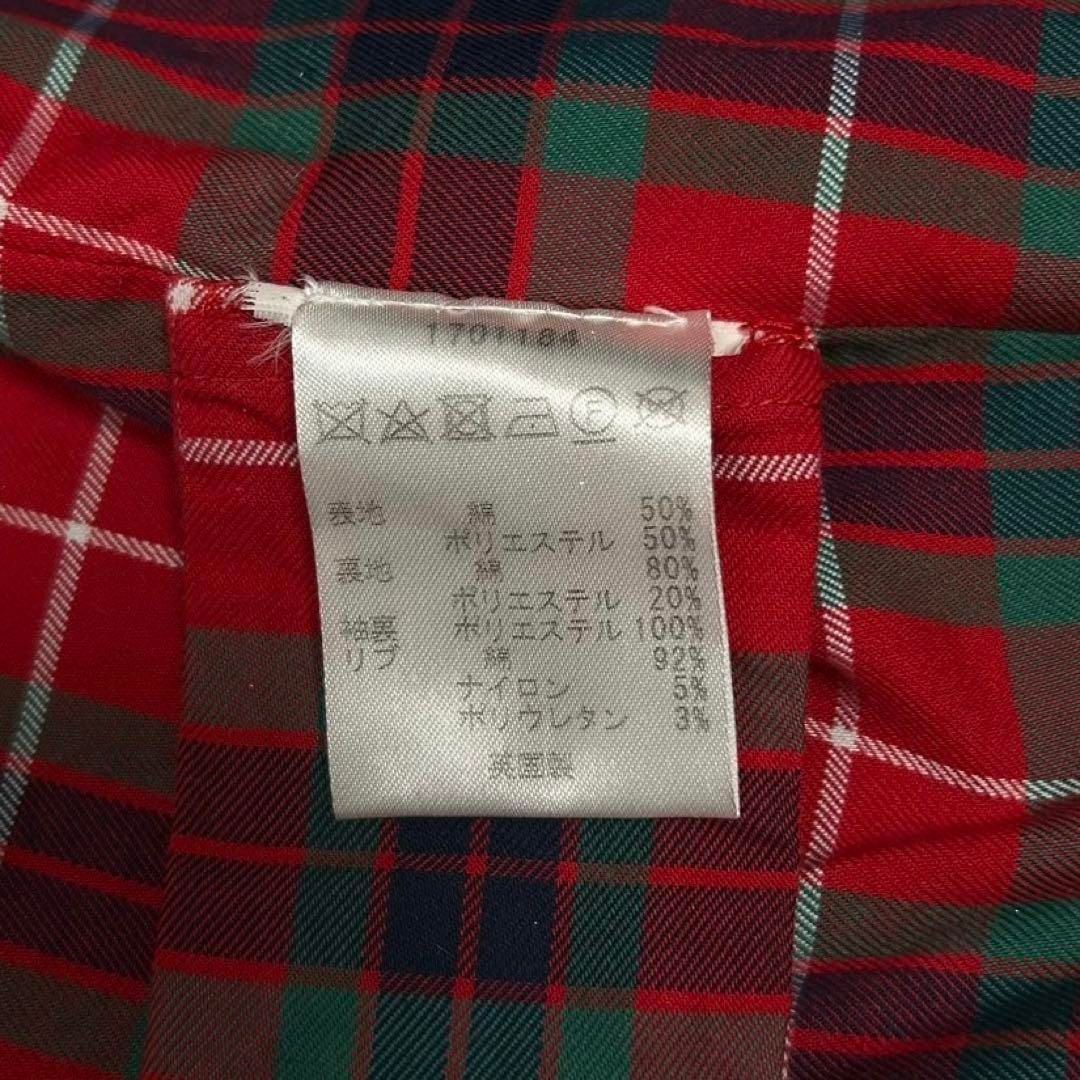 1701184
F
表地 綿 50%
ポリエステル 50%
裏地 綿 80%
ポリエステル 20%
袖裏 ポリエステル 100%
リブ 綿 92%
ナイロン 5%
ポリウレタン 3%
英国製